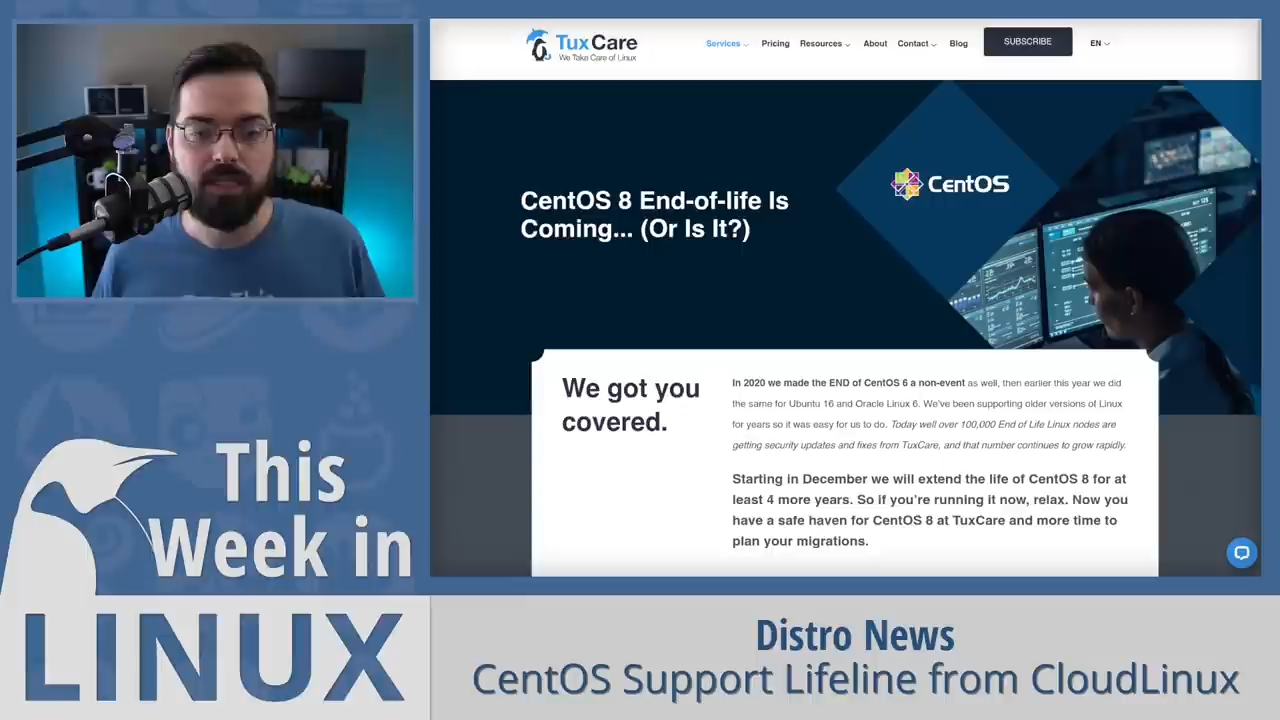 TuxCare
We Take Care of Linux
Services
Pricing
Resources
About
Contact
Blog
SUBSCRIBE
EN
CentOS 8 End-of-life Is
Coming... (Or Is It?)
CentOS
We got you
covered.
In 2020 we made the END of CentOS 6 a non-event as well, then earlier this year we did
the same for Ubuntu 16 and Oracle Linux 6. We've been supporting older versions of Linux
for years so it was easy for us to do. Today well over 100,000 End of Life Linux nodes are
getting security updates and fixes from TuxCare, and that number continues to grow rapidly.
Starting in December we will extend the life of CentOS 8 for at
least 4 more years. So if you're running it now, relax. Now you
have a safe haven for CentOS 8 at TuxCare and more time to
plan your migrations.
This
Week in
LINUX
Distro News
CentOS Support Lifeline from CloudLinux